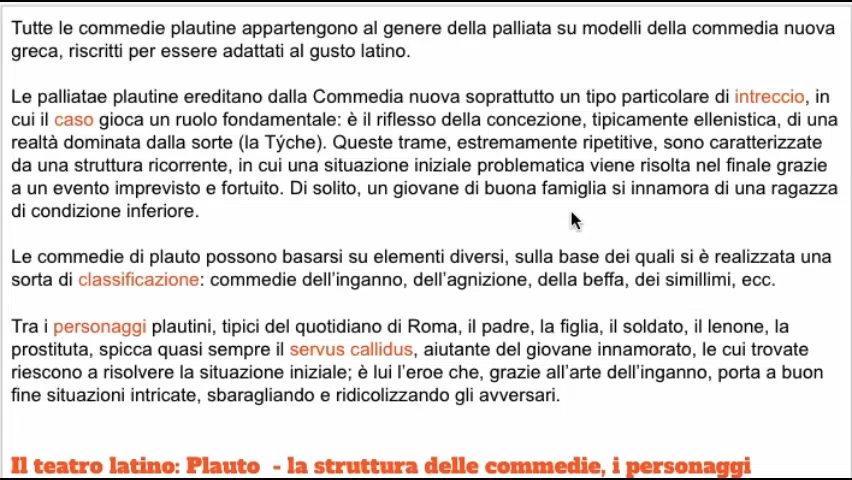 Tutte le commedie plautine appartengono al genere della palliata su modelli della commedia nuova
greca, riscritti per essere adattati al gusto latino.
Le palliatae plautine ereditano dalla Commedia nuova soprattutto un tipo particolare di intreccio, in
cui il caso gioca un ruolo fondamentale: è il riflesso della concezione, tipicamente ellenistica, di una
realtà dominata dalla sorte (la Týche). Queste trame, estremamente ripetitive, sono caratterizzate
da una struttura ricorrente, in cui una situazione iniziale problematica viene risolta nel finale grazie
a un evento imprevisto e fortuito. Di solito, un giovane di buona famiglia si innamora di una ragazza
di condizione inferiore.
Le commedie di plauto possono basarsi su elementi diversi, sulla base dei quali si è realizzata una
sorta di classificazione: commedie dell'inganno, dell'agnizione, della beffa, dei simillimi, ecc.
Tra i personaggi plautini, tipici del quotidiano di Roma, il padre, la figlia, il soldato, il lenone, la
prostituta, spicca quasi sempre il servus callidus, aiutante del giovane innamorato, le cui trovate
riescono a risolvere la situazione iniziale; è lui l'eroe che, grazie all'arte dell'inganno, porta a buon
fine situazioni intricate, sbaragliando e ridicolizzando gli avversari.
Il teatro latino: Plauto - la struttura delle commedie, i personaggi